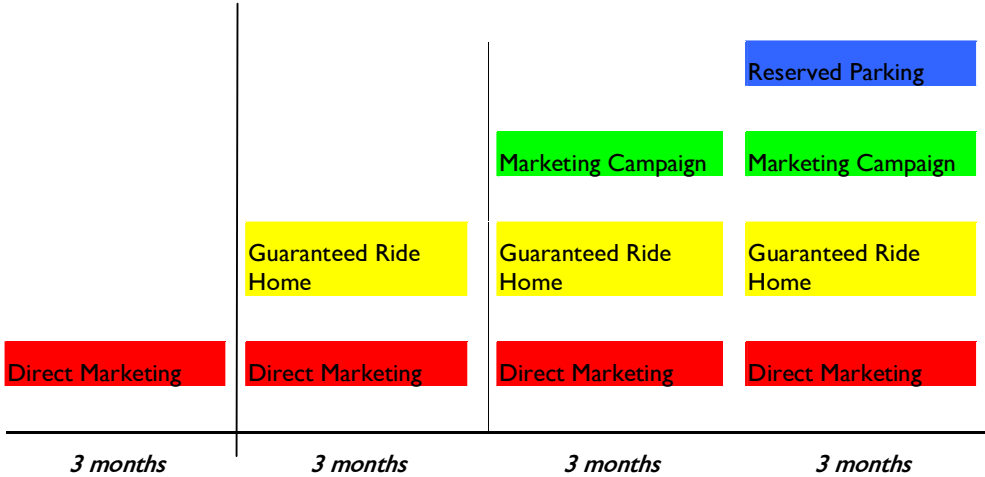 Reserved Parking
Marketing Campaign
Marketing Campaign
Guaranteed Ride
Home
Guaranteed Ride
Home
Guaranteed Ride
Home
Direct Marketing
Direct Marketing
Direct Marketing
Direct Marketing
3 months
3 months
3 months
3 months